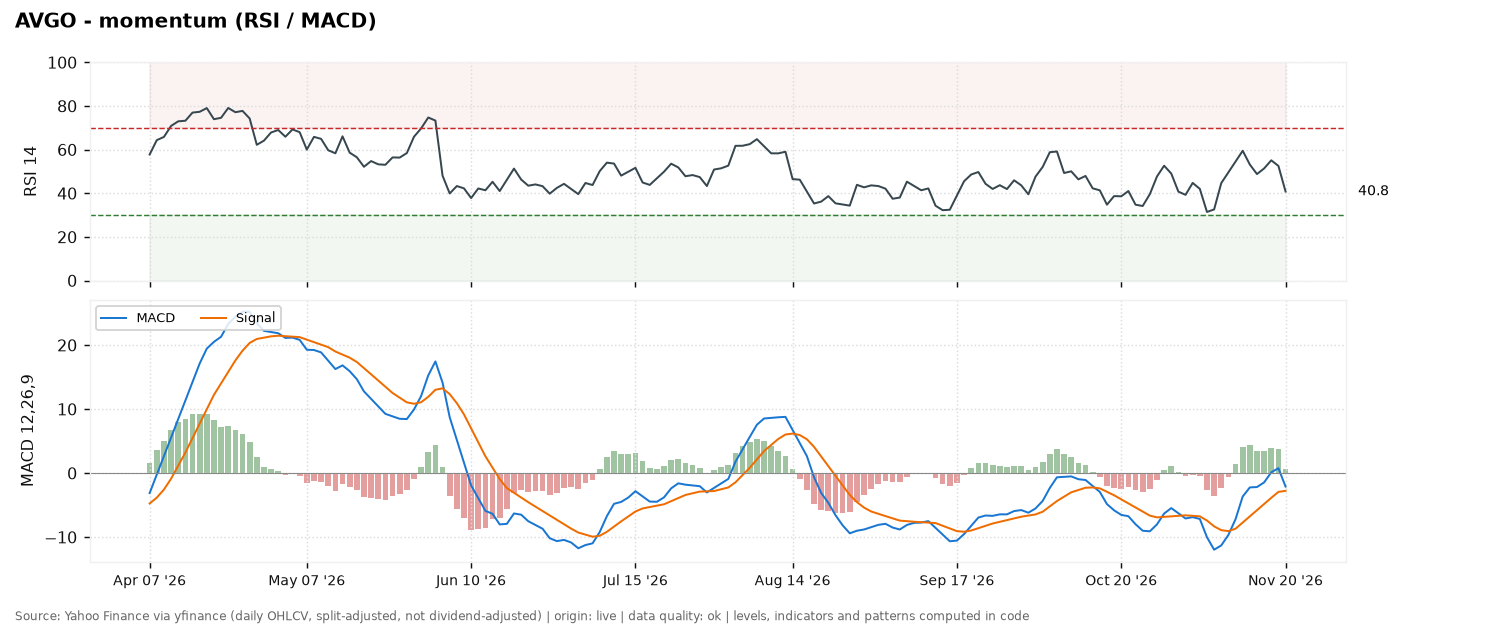 AVGO - momentum (RSI / MACD)
100
80
60
40
20
0
RSI 14
40.8
MACD
Signal
20
10
0
−10
MACD 12,26,9
Apr 07 '26
May 07 '26
Jun 10 '26
Jul 15 '26
Aug 14 '26
Sep 17 '26
Oct 20 '26
Nov 20 '26
Source: Yahoo Finance via yfinance (daily OHLCV, split-adjusted, not dividend-adjusted) | origin: live | data quality: ok | levels, indicators and patterns computed in code